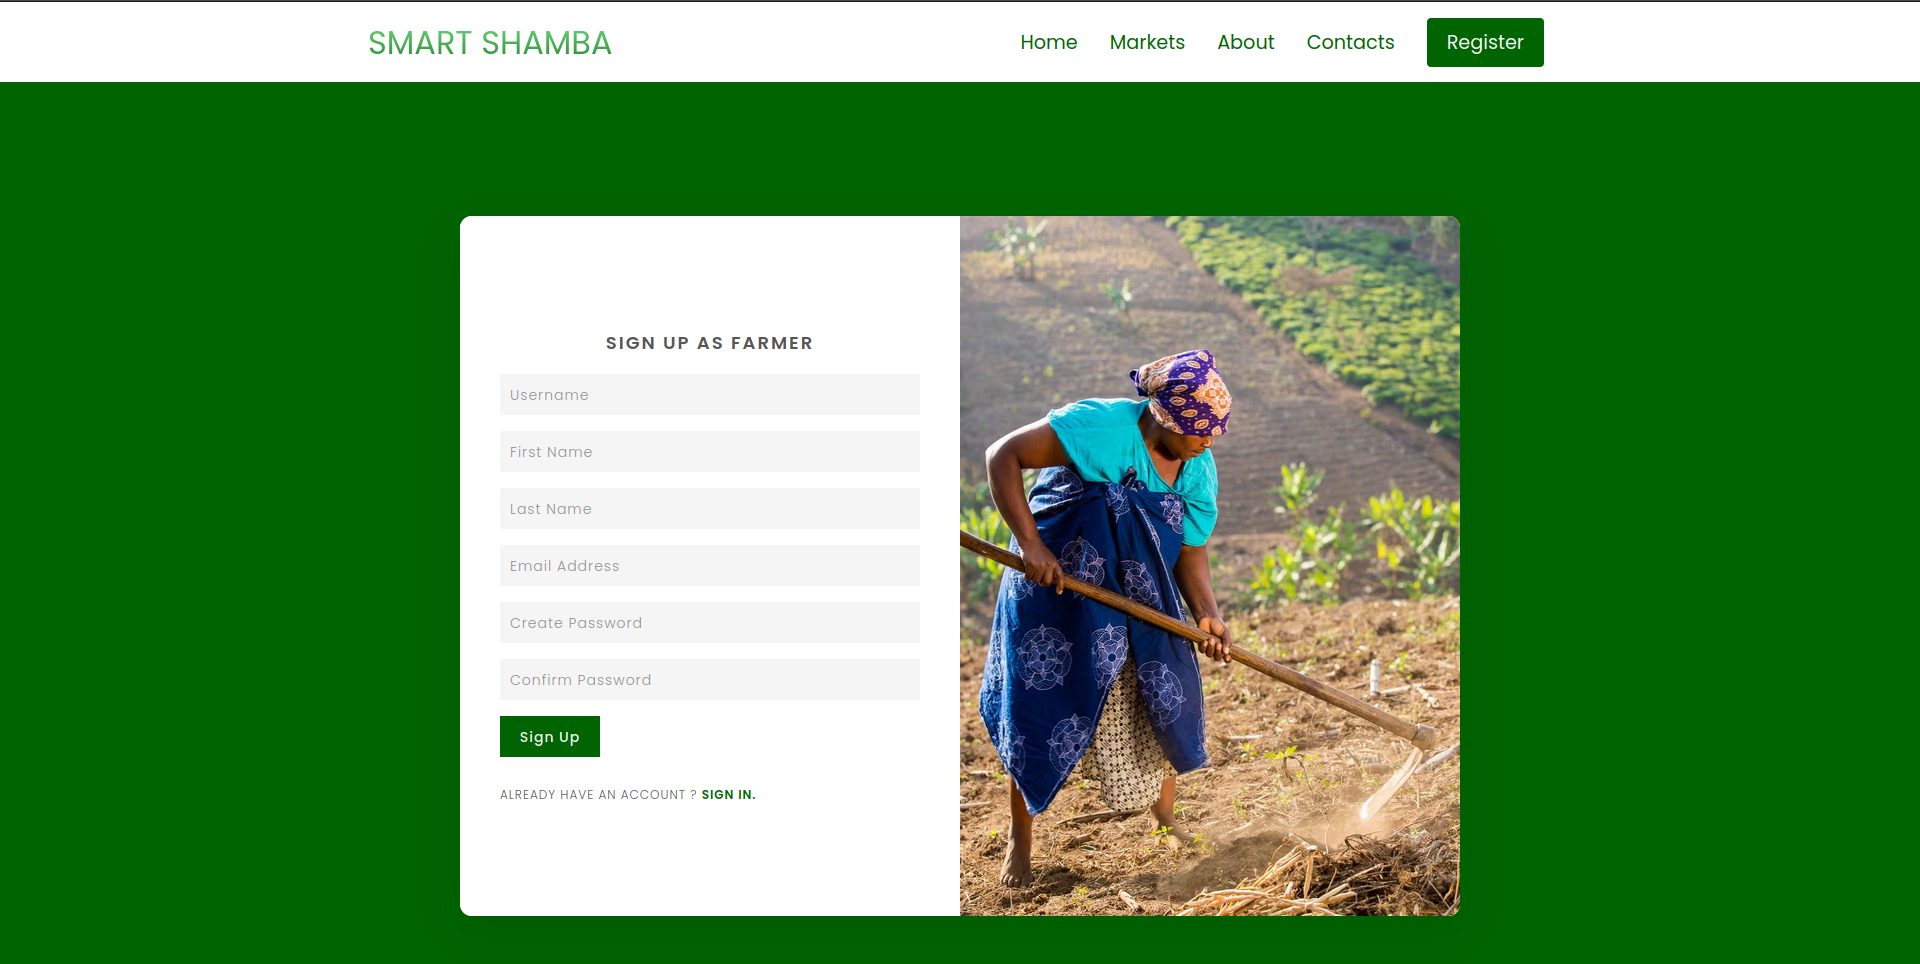 SMART SHAMBA
Home Markets About Contacts Register
SIGN UP AS FARMER
Username
First Name
Last Name
Email Address
Create Password
Confirm Password
Sign Up
ALREADY HAVE AN ACCOUNT ? SIGN IN.